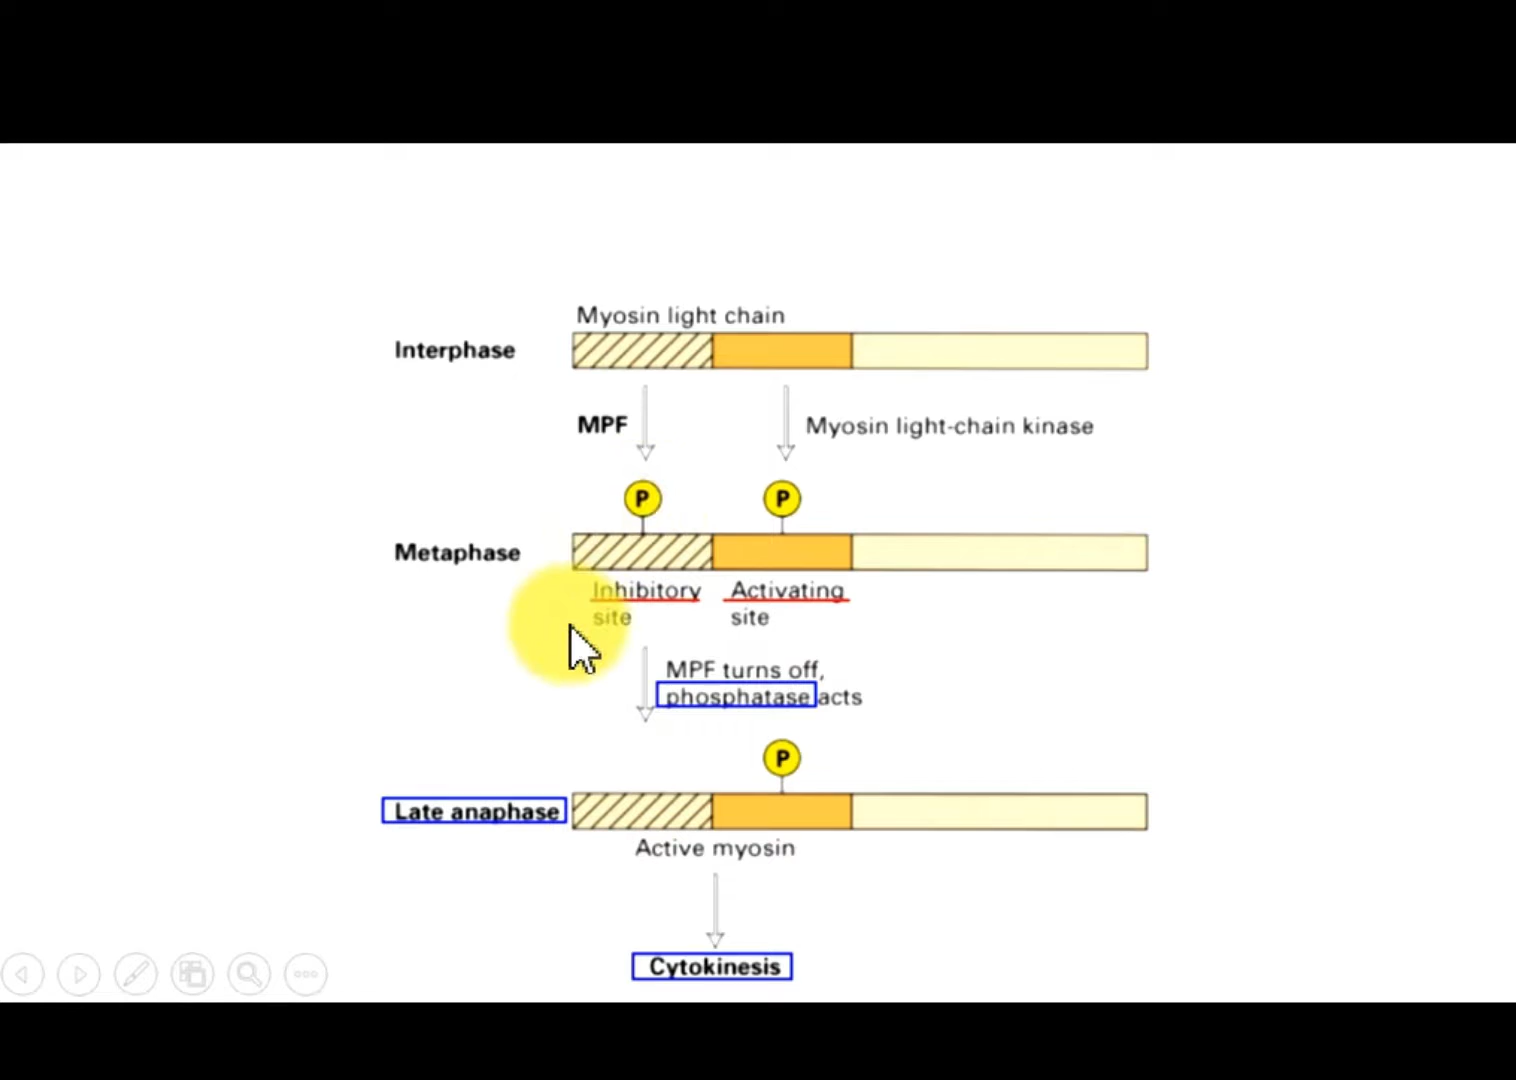 Myosin light chain
Interphase
MPF
Myosin light-chain kinase
P
P
Metaphase
Inhibitory
site
Activating
site
MPF turns off,
phosphatase acts
P
Late anaphase
Active myosin
Cytokinesis